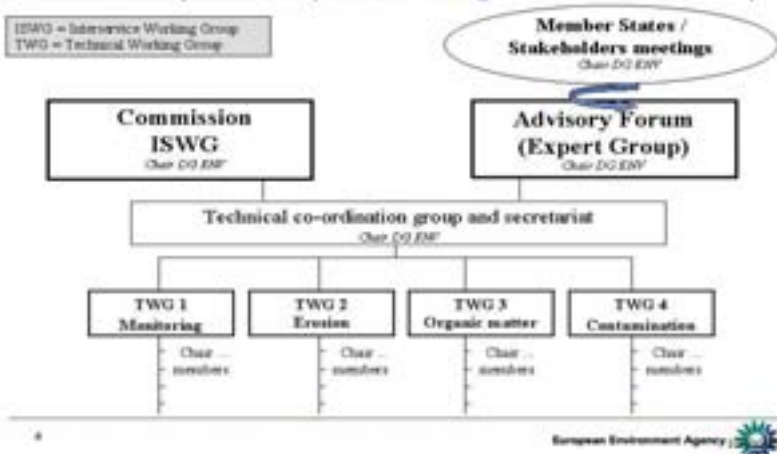 ISWG = Interservice Working Group
TWG = Technical Working Group
Member States /
Stakeholders meetings
Chair DG ENV
Commission
ISWG
Chair DG ENV
Advisory Forum
(Expert Group)
Chair DG ENV
Technical co-ordination group and secretariat
Chair DG ENV
TWG 1
Monitoring
TWG 2
Erosion
TWG 3
Organic matter
TWG 4
Contamination
Chair ...
members
Chair ...
members
Chair ...
members
Chair ...
members
European Environment Agency